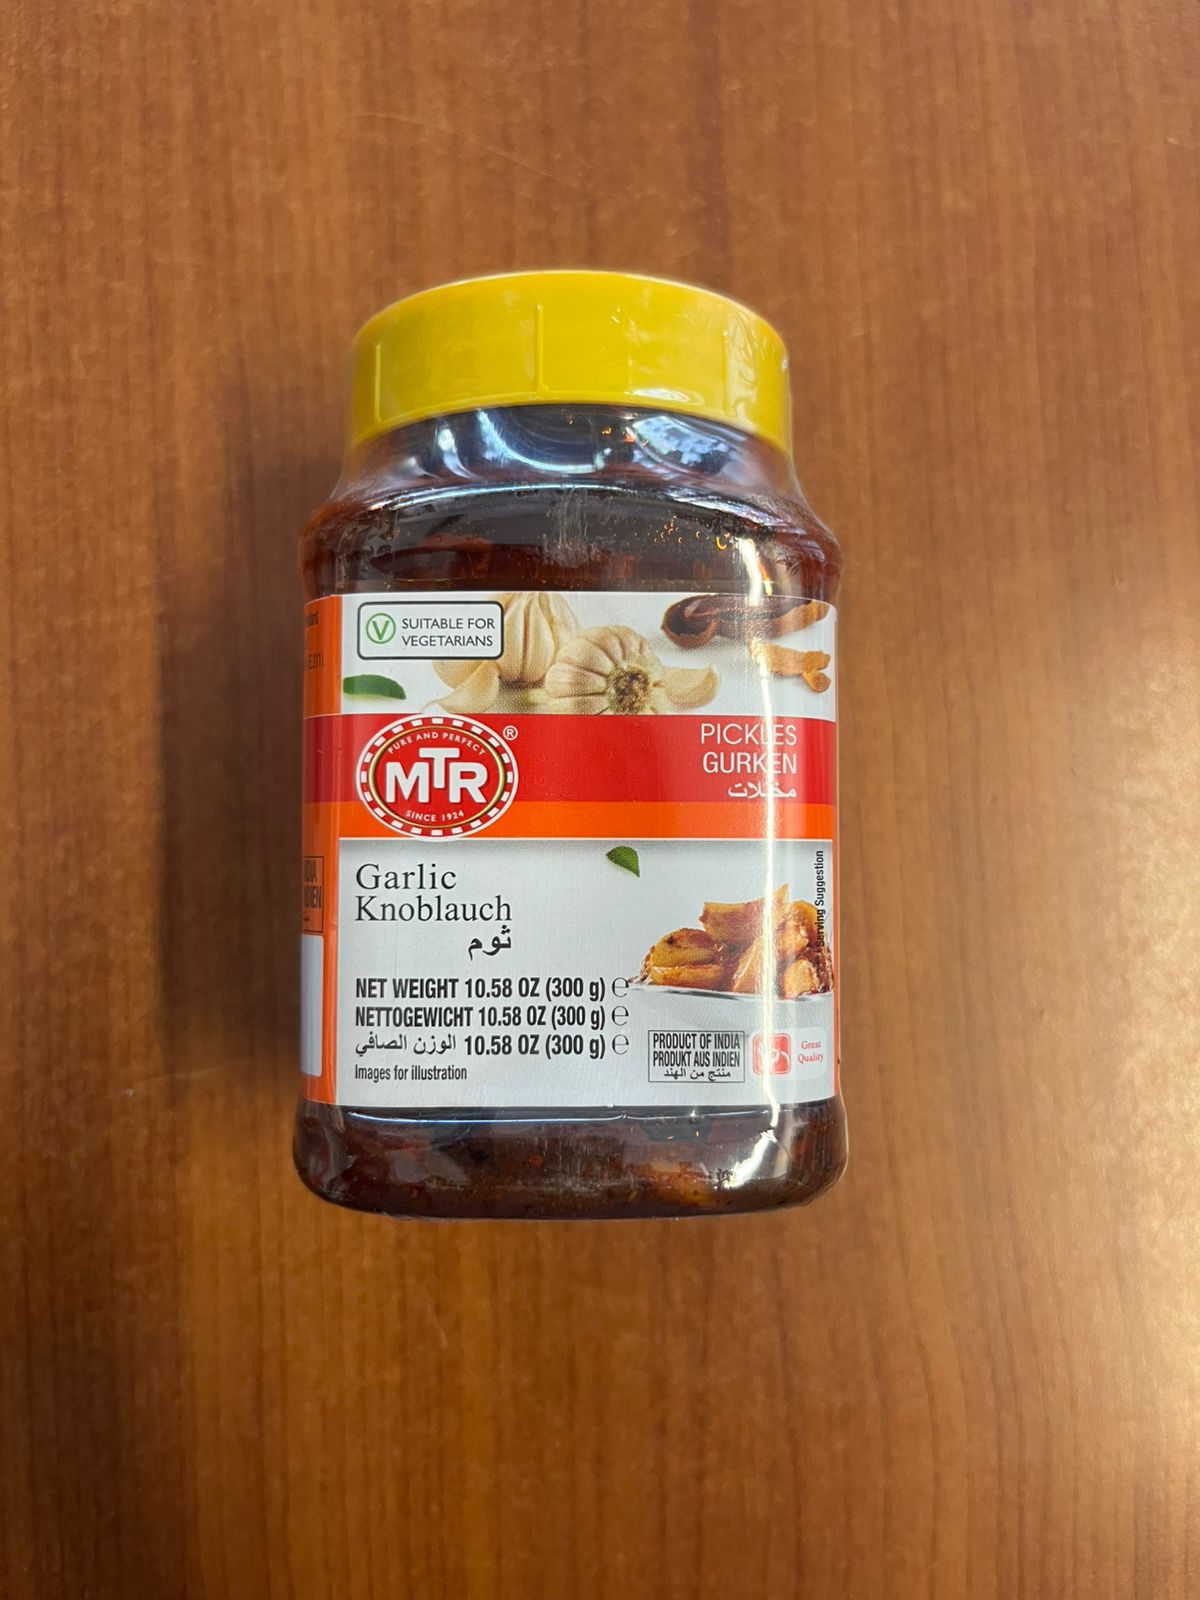 SUITABLE FOR
VEGETARIANS
PURE AND PERFECT
MTR
SINCE 1924
®
PICKLES
GURKEN
مخللات
Garlic
Knoblauch
ثوم
Serving Suggestion
NET WEIGHT 10.58 OZ (300 g) ℮
NETTOGEWICHT 10.58 OZ (300 g) ℮
الوزن الصافي 10.58 OZ (300 g) ℮
Images for illustration
PRODUCT OF INDIA
PRODUKT AUS INDIEN
منتج من الهند
Great
Quality